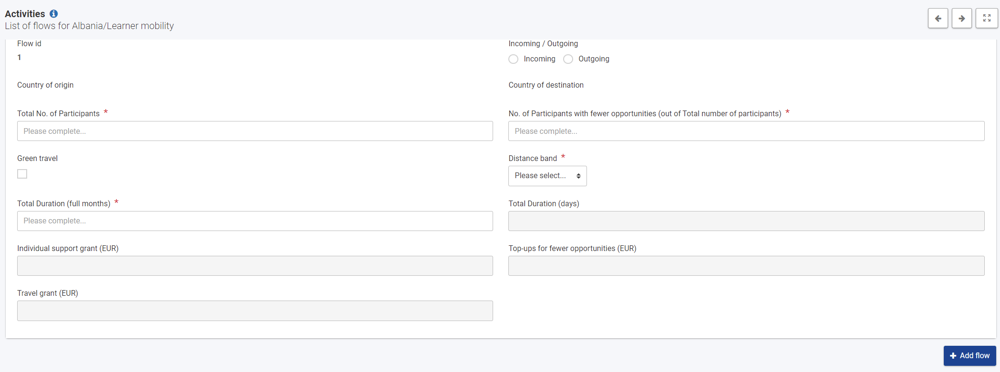 Activities
List of flows for Albania/Learner mobility
Flow id
1
Incoming / Outgoing
Incoming
Outgoing
Country of origin
Country of destination
Total No. of Participants *
Please complete...
No. of Participants with fewer opportunities (out of Total number of participants) *
Please complete...
Green travel
Distance band *
Please select...
Total Duration (full months) *
Please complete...
Total Duration (days)
Individual support grant (EUR)
Top-ups for fewer opportunities (EUR)
Travel grant (EUR)
Add flow